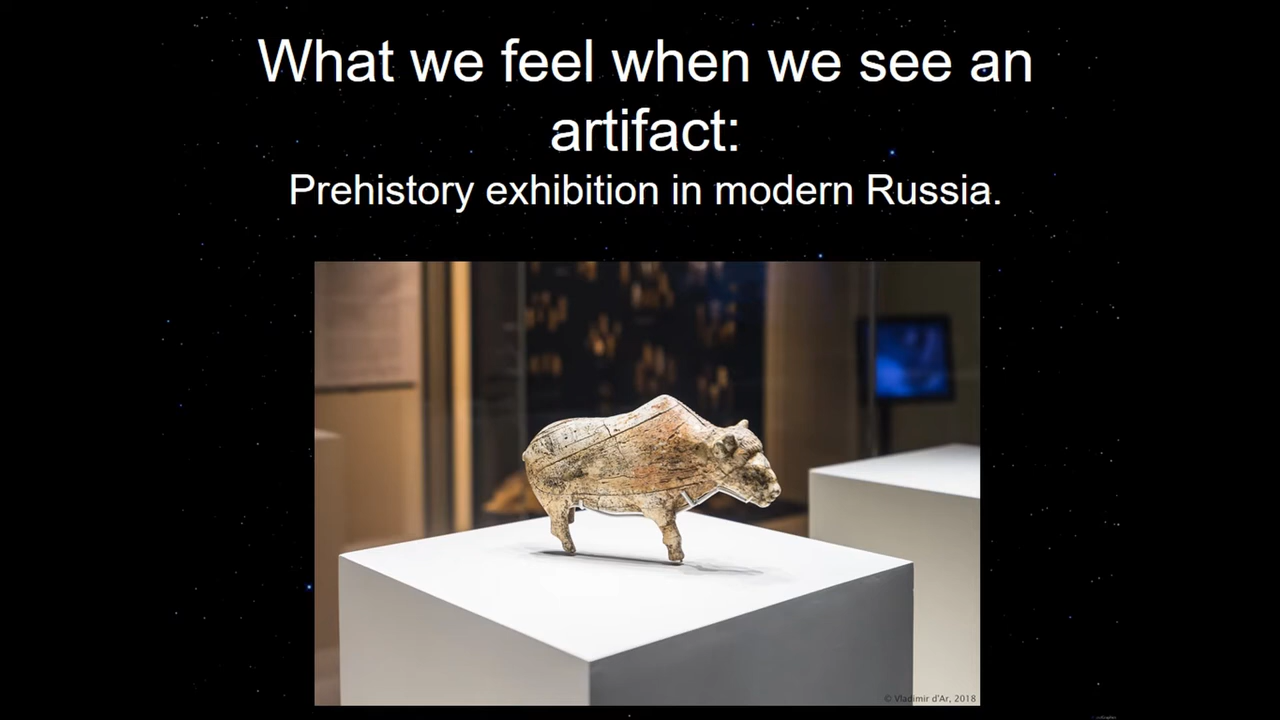 What we feel when we see an
artifact:
Prehistory exhibition in modern Russia.
© Vladimir d'Ar, 2018